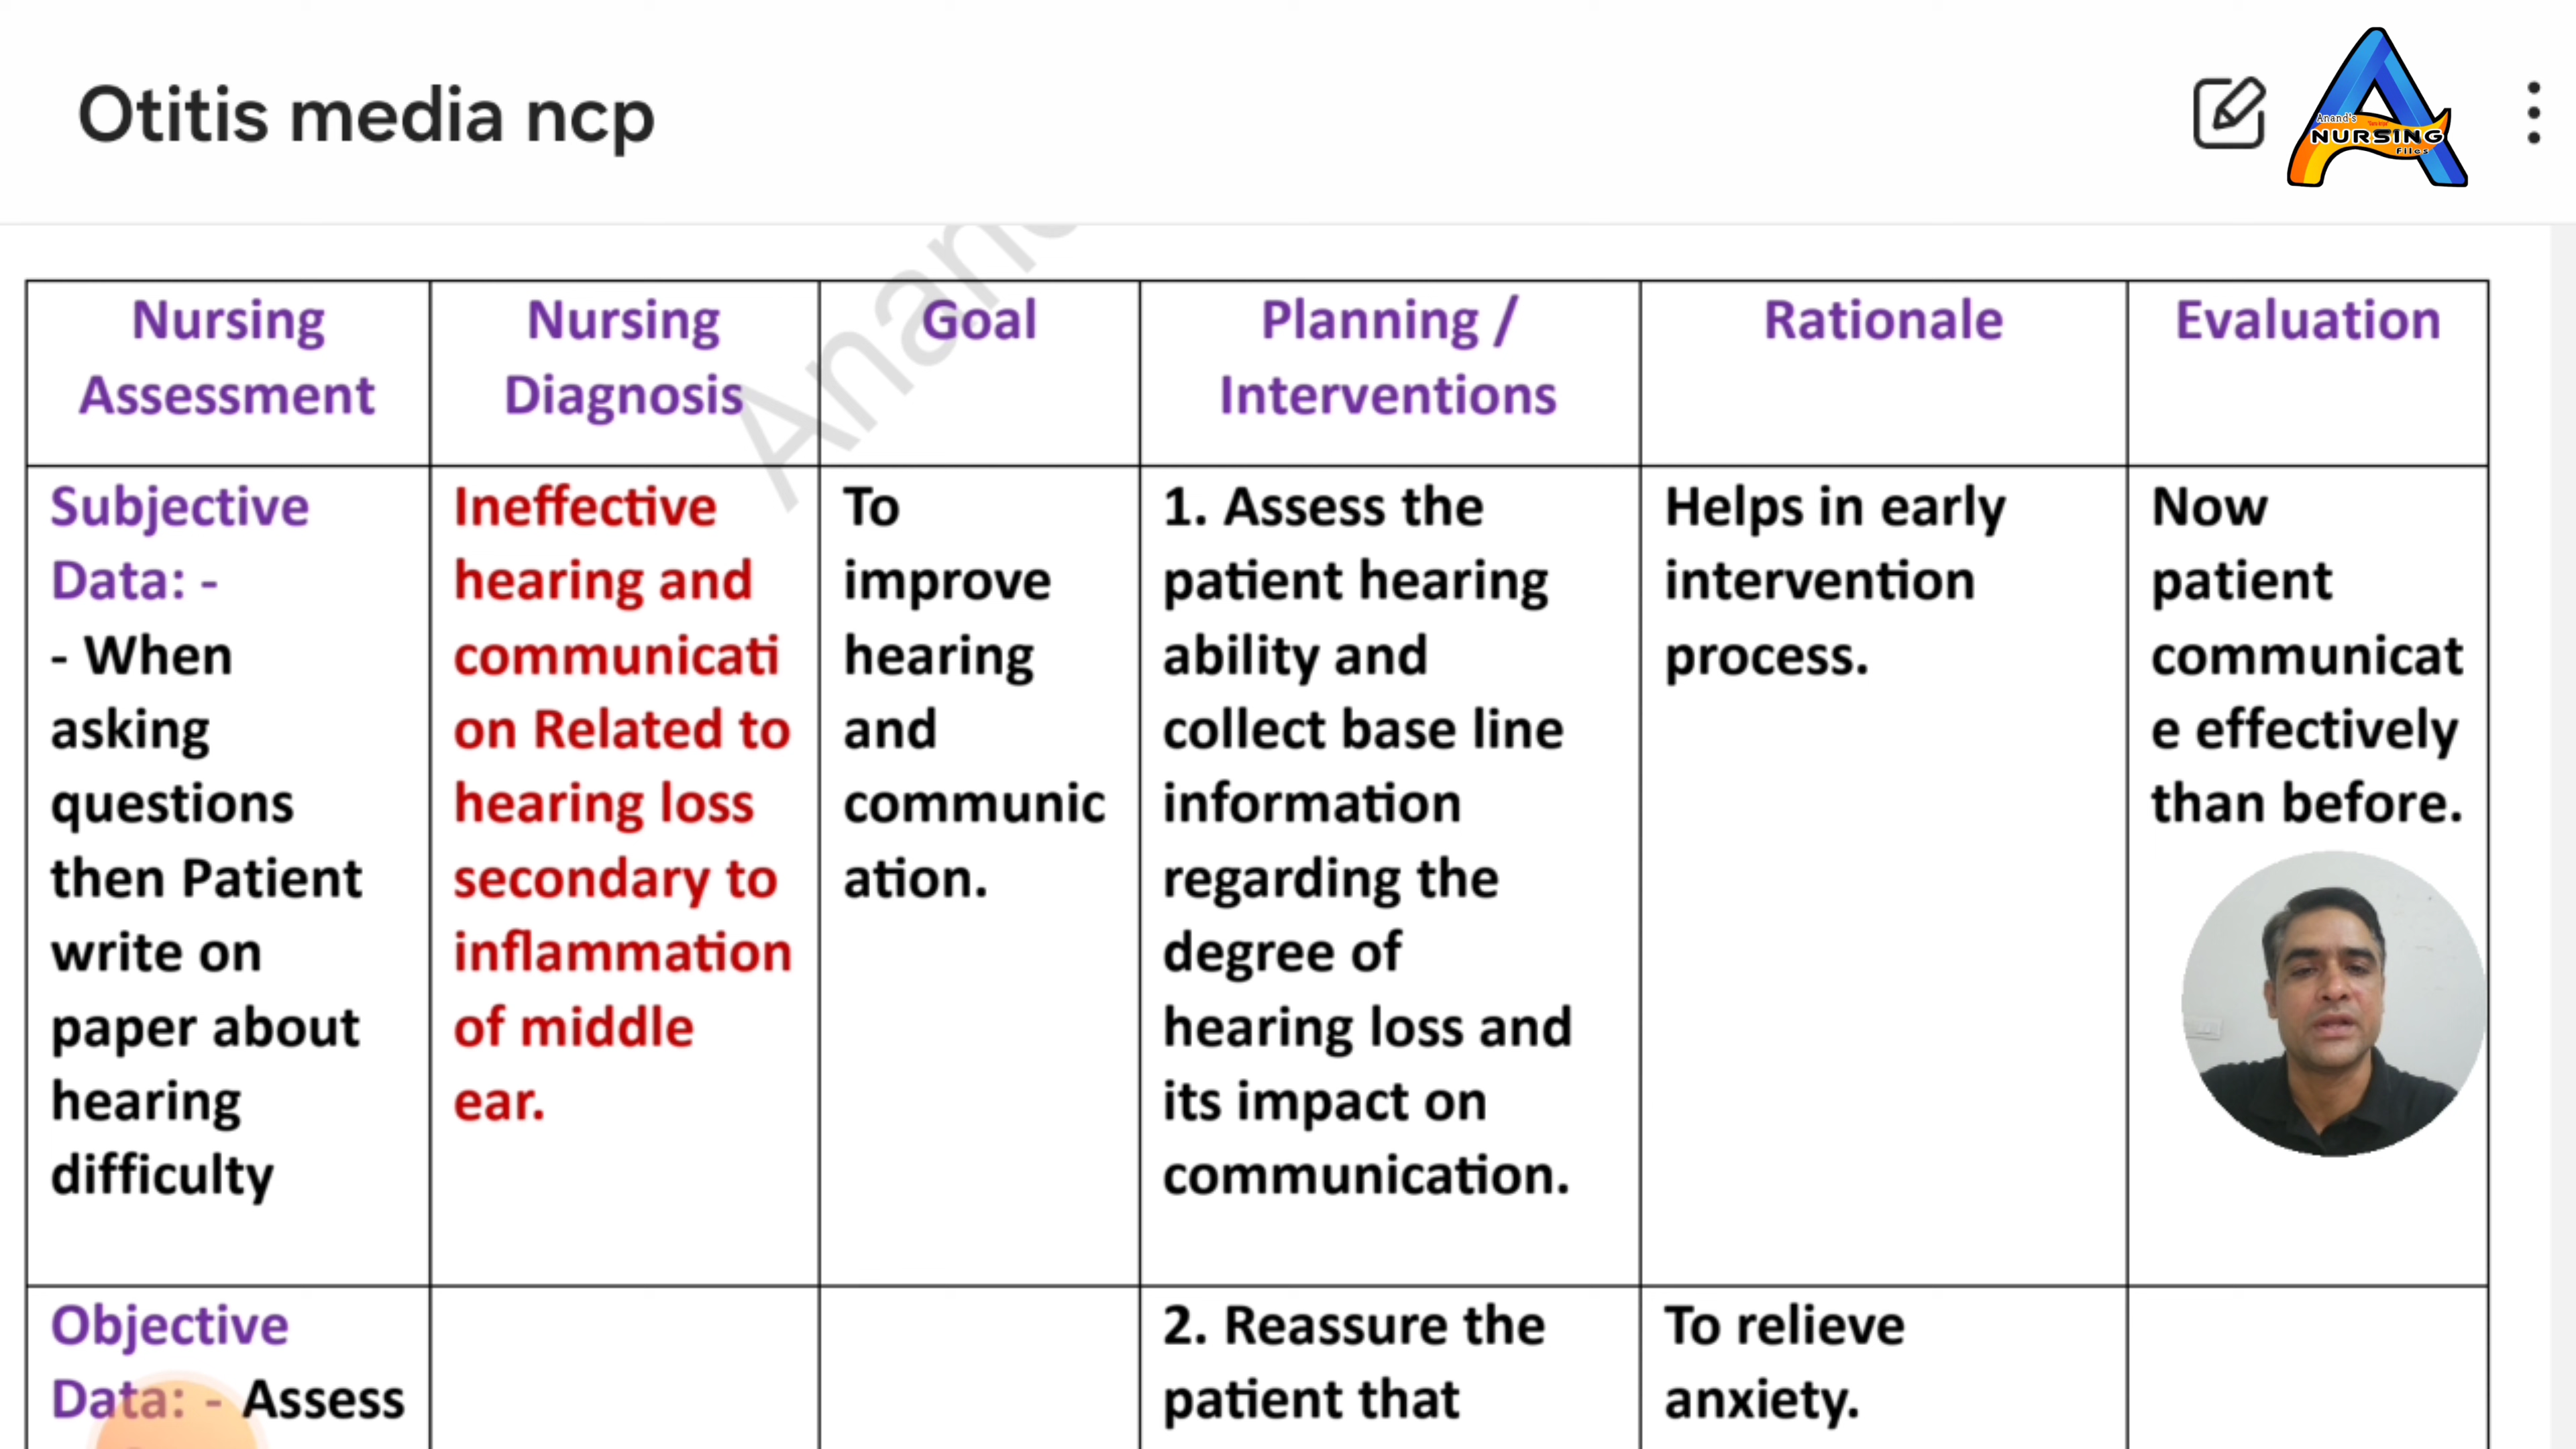 Otitis media ncp
Anand's
NURSING
Files
Nursing
Assessment
Nursing
Diagnosis
Goal
Planning /
Interventions
Rationale
Evaluation
Subjective
Data: -
- When
asking
questions
then Patient
write on
paper about
hearing
difficulty
Ineffective
hearing and
communicati
on Related to
hearing loss
secondary to
inflammation
of middle
ear.
To
improve
hearing
and
communic
ation.
1. Assess the
patient hearing
ability and
collect base line
information
regarding the
degree of
hearing loss and
its impact on
communication.
Helps in early
intervention
process.
Now
patient
communicat
e effectively
than before.
Objective
Data: - Assess
2. Reassure the
patient that
To relieve
anxiety.